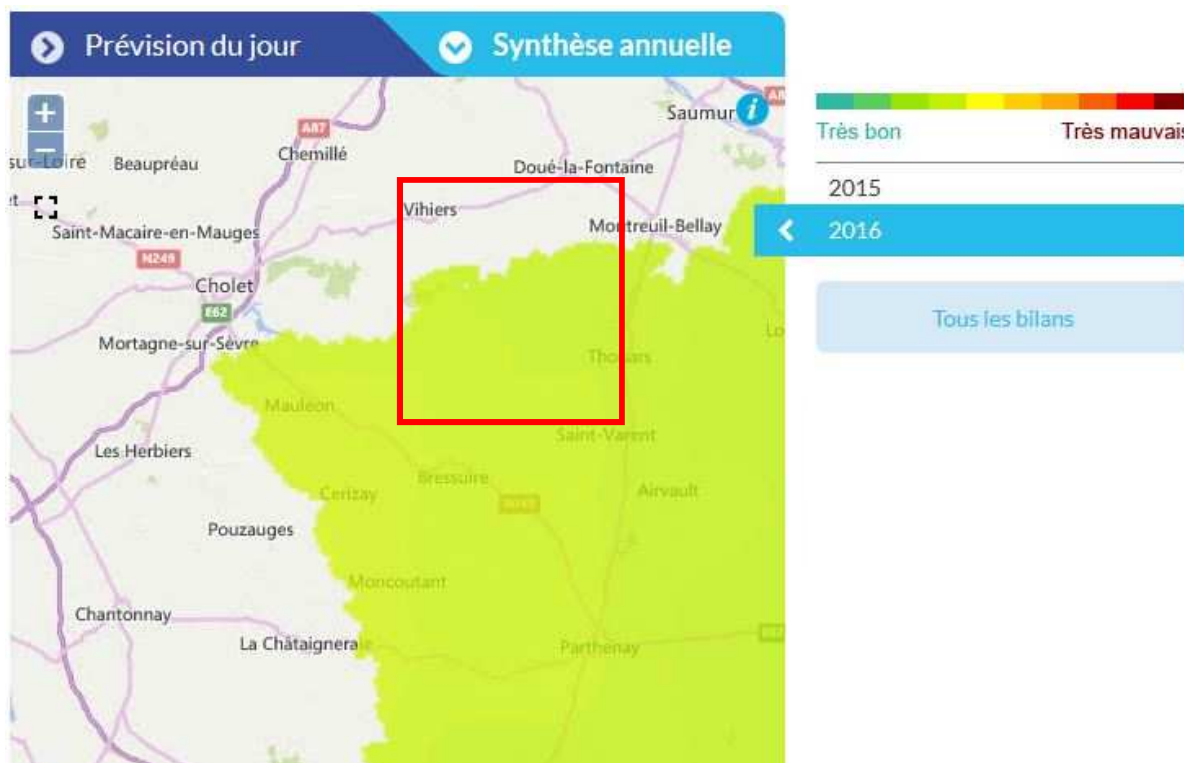 Prévision du jour
Synthèse annuelle
+
Saumur
i
Très bon
Très mauvais
A87
Chemillé
sur-Loire
Beaupréau
Doué-la-Fontaine
2015
Vihiers
Saint-Macaire-en-Mauges
Montreuil-Bellay
2016
N249
Cholet
E62
Tous les bilans
Mortagne-sur-Sèvre
Thouars
Mauléon
Saint-Varent
Les Herbiers
Bressuire
Cerizay
Airvault
Pouzauges
Moncoutant
Chantonnay
La Châtaigneraie
Parthenay